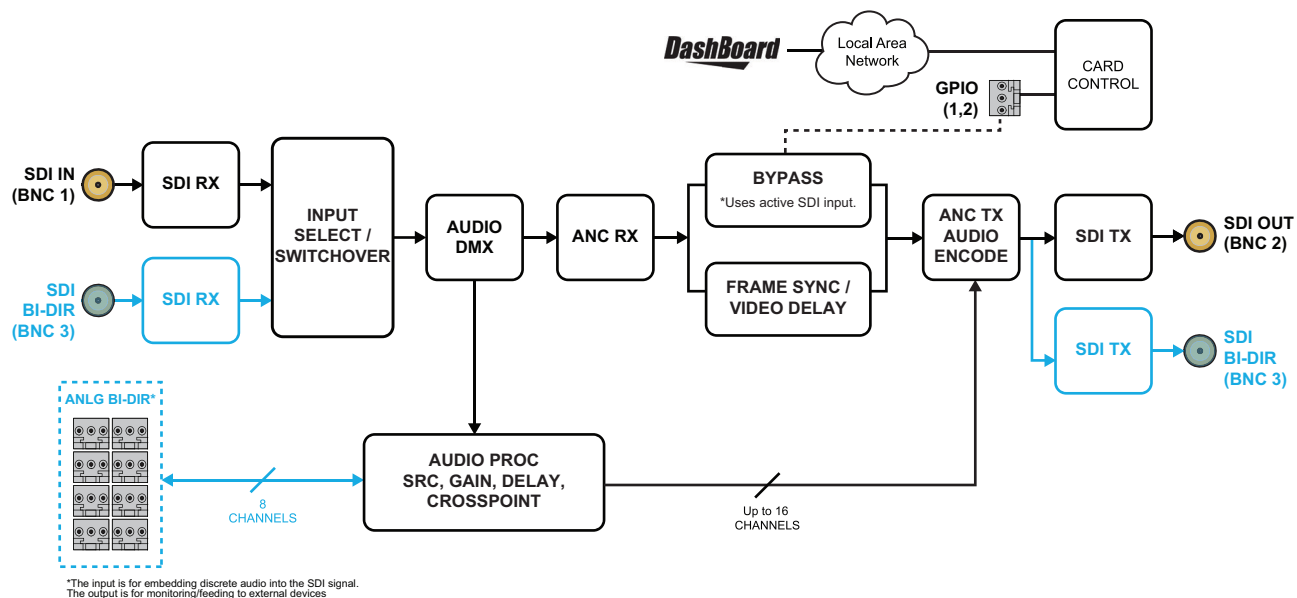 DashBoard
Local Area
Network
CARD
CONTROL
GPIO
(1,2)
SDI IN
(BNC 1)
SDI RX
INPUT
SELECT /
SWITCHOVER
AUDIO
DMX
ANC RX
BYPASS
*Uses active SDI input.
ANC TX
AUDIO
ENCODE
SDI TX
SDI OUT
(BNC 2)
SDI
BI-DIR
(BNC 3)
SDI RX
FRAME SYNC /
VIDEO DELAY
SDI TX
SDI
BI-DIR
(BNC 3)
ANLG BI-DIR*
8
CHANNELS
AUDIO PROC
SRC, GAIN, DELAY,
CROSSPOINT
Up to 16
CHANNELS
*The input is for embedding discrete audio into the SDI signal.
The output is for monitoring/feeding to external devices